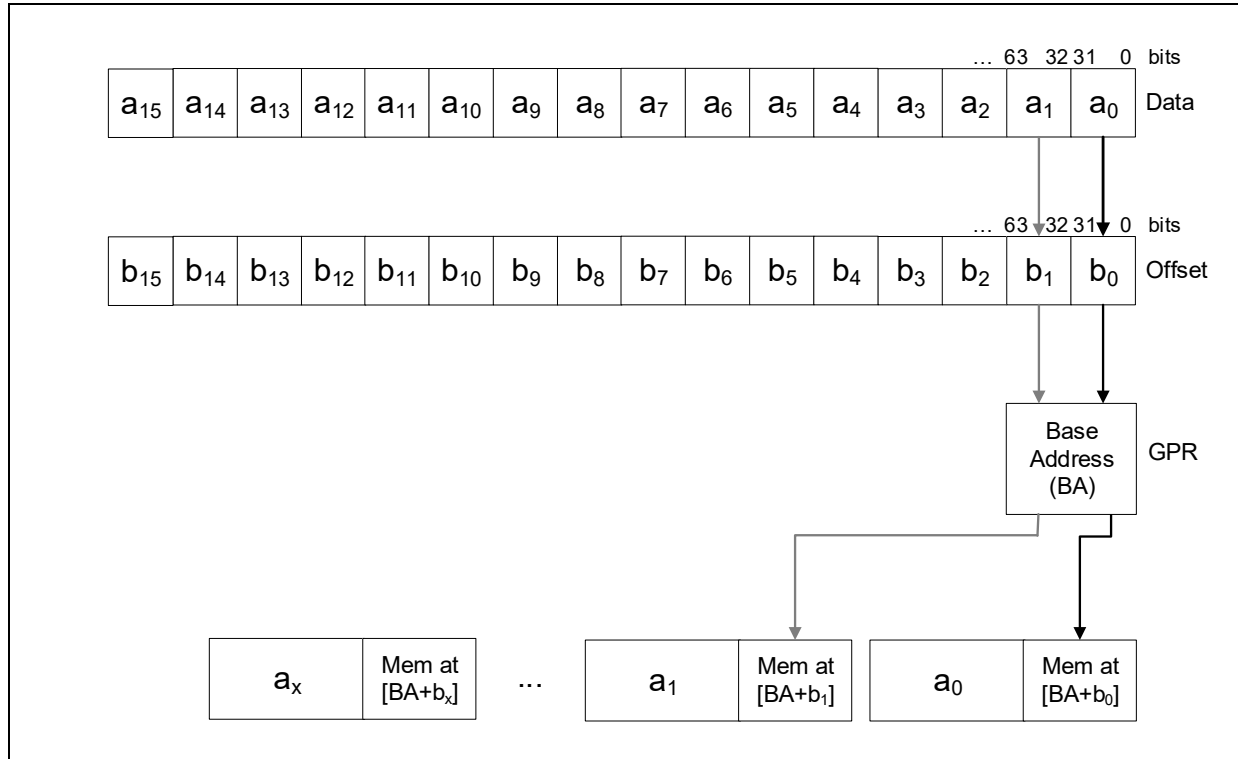 ... 63 32 31 0 bits
a15 a14 a13 a12 a11 a10 a9 a8 a7 a6 a5 a4 a3 a2 a1 a0 Data
... 63 32 31 0 bits
b15 b14 b13 b12 b11 b10 b9 b8 b7 b6 b5 b4 b3 b2 b1 b0 Offset
Base
Address
(BA)
GPR
ax
Mem at
[BA+bx]
...
a1
Mem at
[BA+b1]
a0
Mem at
[BA+b0]